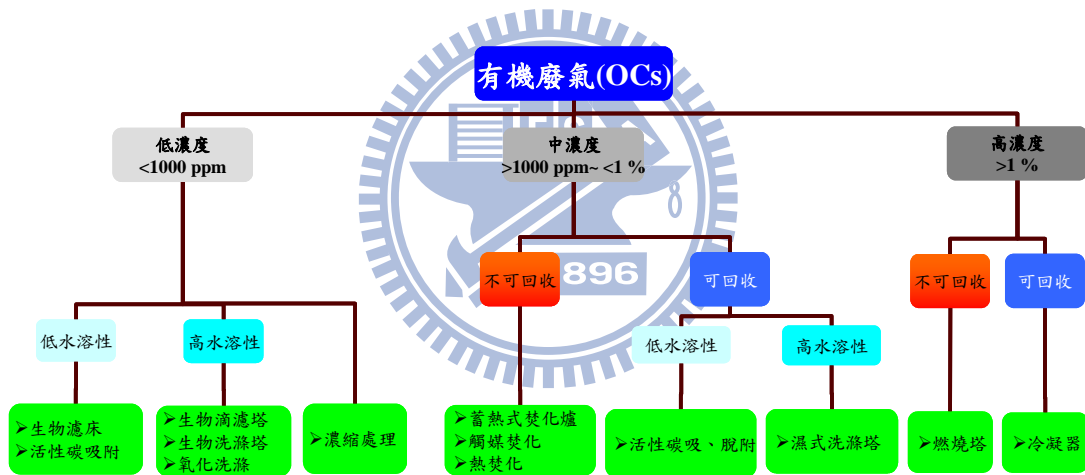 有機廢氣(OCs)
低濃度
<1000 ppm
中濃度
>1000 ppm~ <1 %
高濃度
>1 %
不可回收
可回收
不可回收
可回收
896
低水溶性
高水溶性
低水溶性
高水溶性
➢生物濾床
➢活性碳吸附
➢生物滴濾塔
➢生物洗滌塔
➢氧化洗滌
➢濃縮處理
➢蓄熱式焚化爐
➢觸媒焚化
➢熱焚化
➢活性碳吸、脫附
➢濕式洗滌塔
➢燃燒塔
➢冷凝器